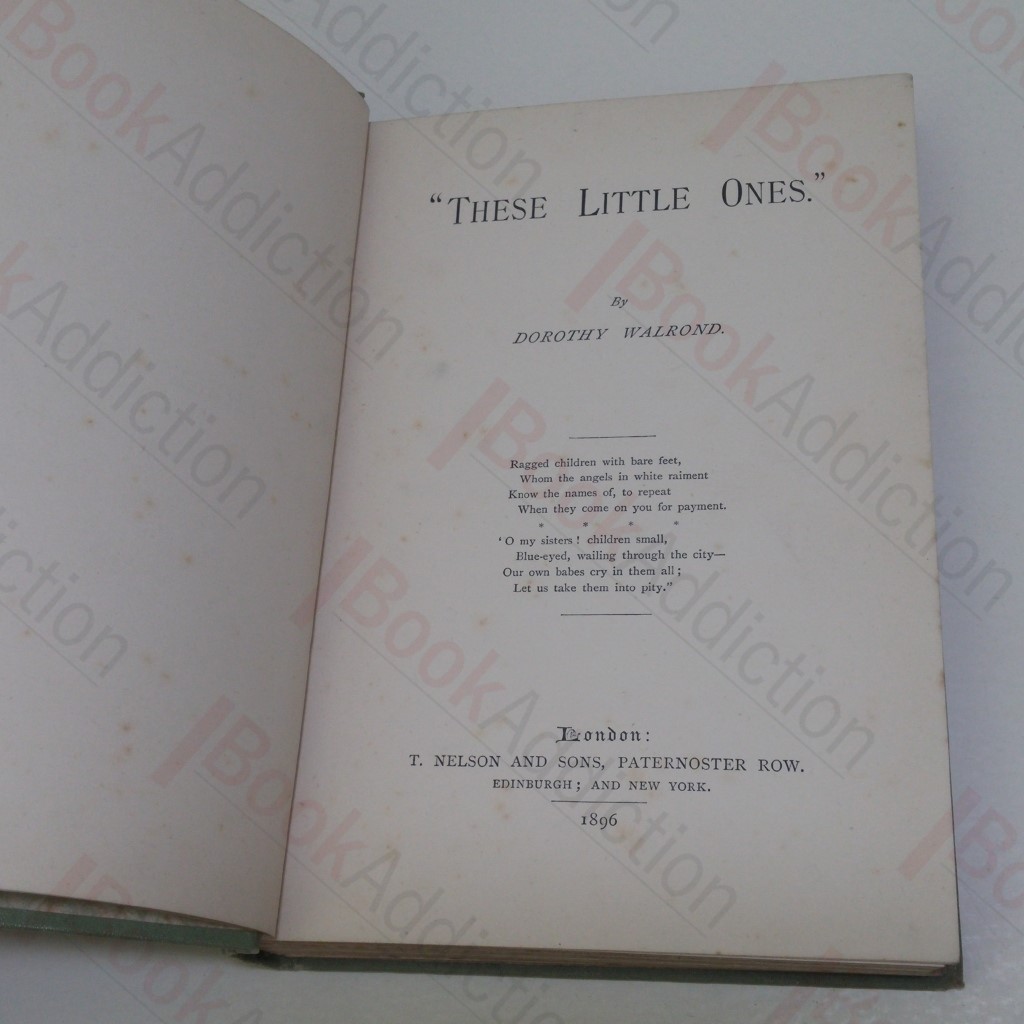 "THESE LITTLE ONES."
By
DOROTHY WALROND.
Ragged children with bare feet,
Whom the angels in white raiment
Know the names of, to repeat
When they come on you for payment.
* * * *
'O my sisters! children small,
Blue-eyed, wailing through the city—
Our own babes cry in them all;
Let us take them into pity."
London:
T. NELSON AND SONS, PATERNOSTER ROW.
EDINBURGH; AND NEW YORK.
1896
BookAddiction